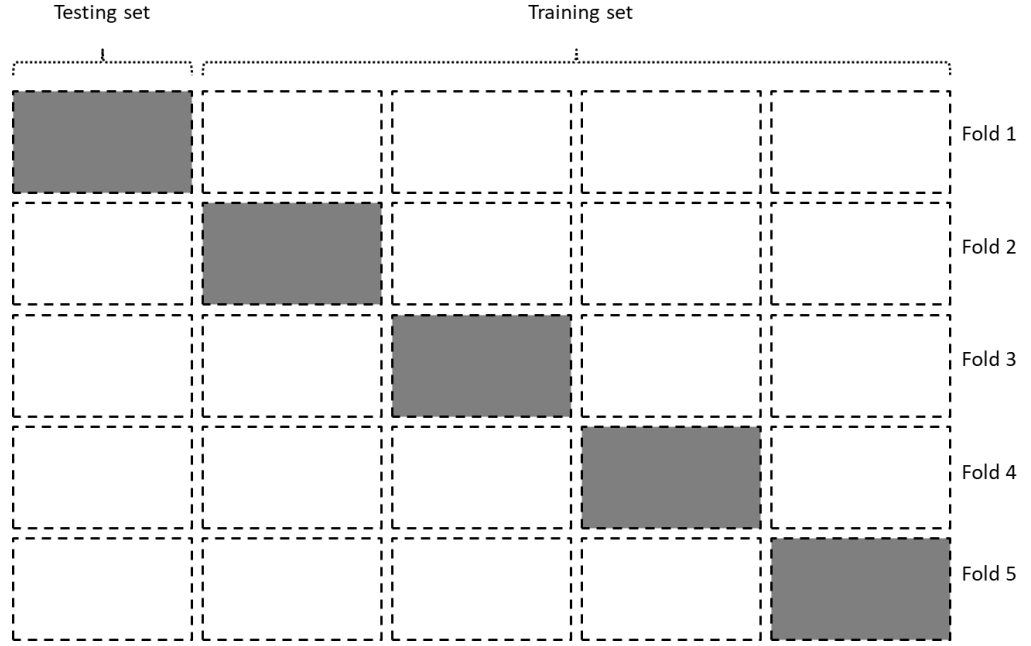 Testing set
Training set
Fold 1
Fold 2
Fold 3
Fold 4
Fold 5